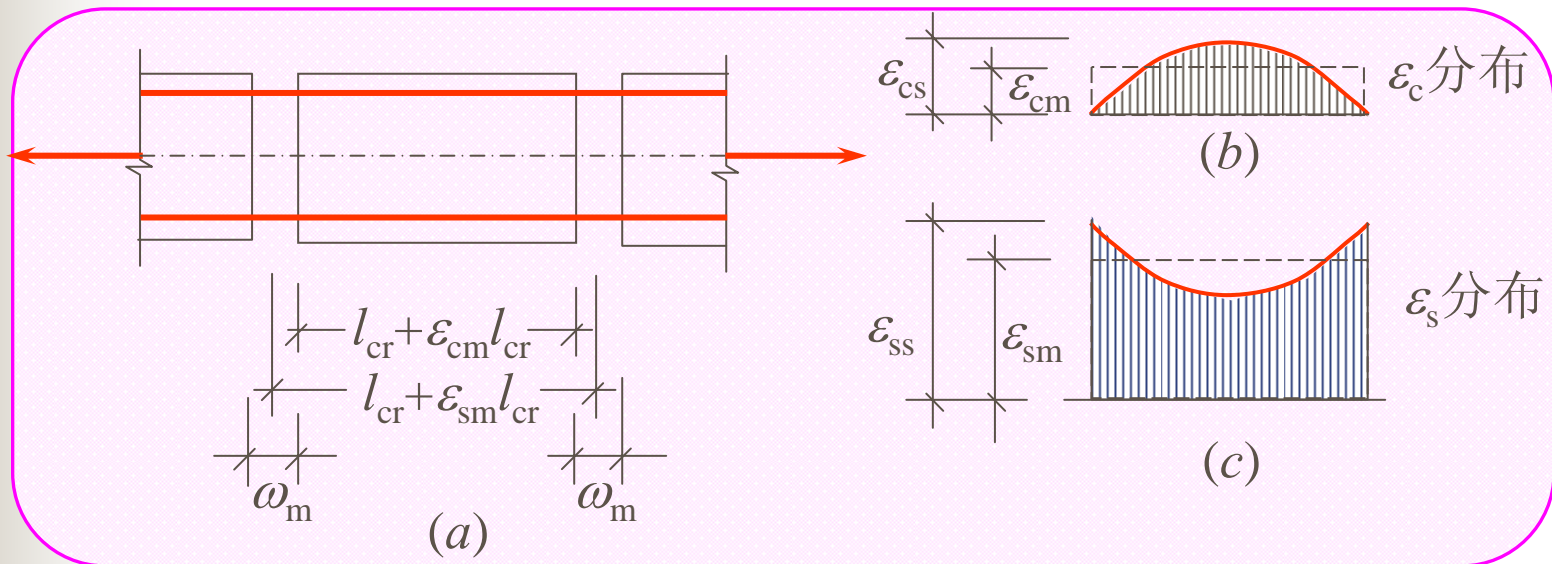 εcs
εcm
εc分布
(b)
lcr+εcmlcr
lcr+εsmlcr
ωm
ωm
(a)
εss
εsm
εs分布
(c)